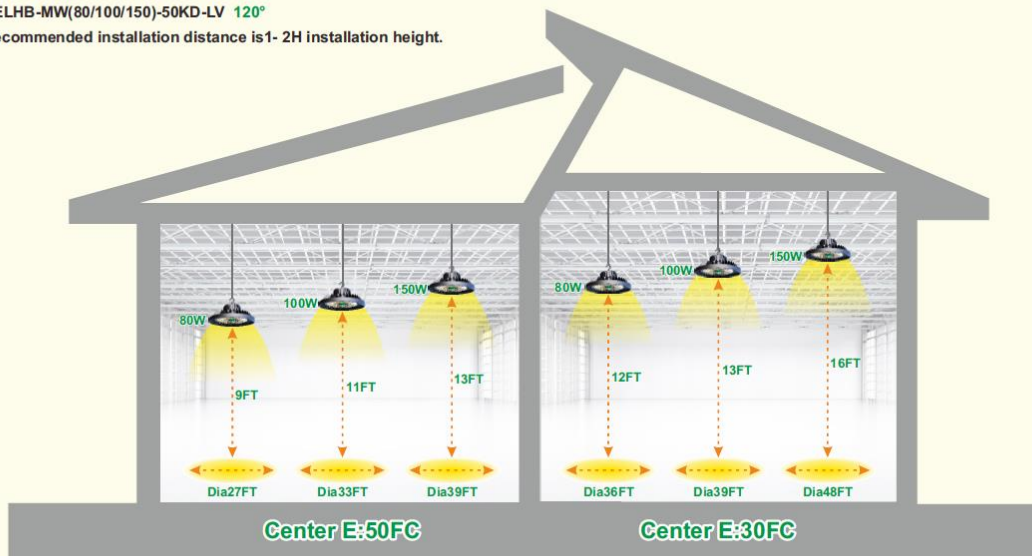 ELHB-MW(80/100/150)-50KD-LV 120°
ecommended installation distance is1- 2H installation height.
80W
100W
150W
9FT
11FT
13FT
Dia27FT
Dia33FT
Dia39FT
Center E:50FC
80W
100W
150W
12FT
13FT
16FT
Dia36FT
Dia39FT
Dia48FT
Center E:30FC